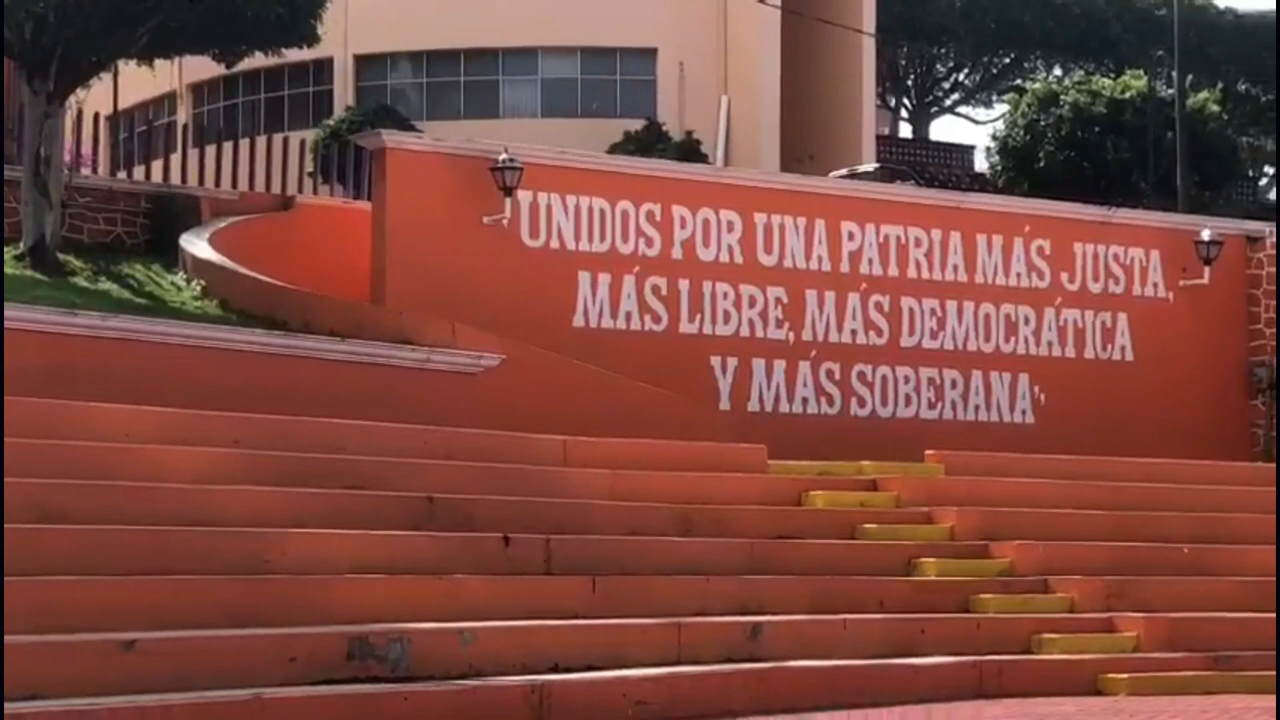 UNIDOS POR UNA PATRIA MÁS JUSTA,
MÁS LIBRE, MÁS DEMOCRÁTICA
Y MÁS SOBERANA",